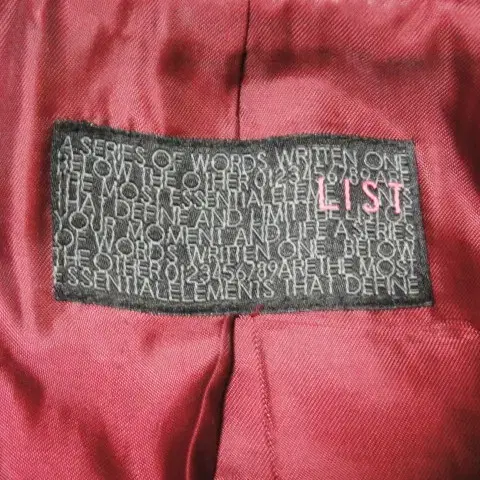 A SERIES OF WORDS WRITTEN ONE
BELOW THE OTHER 0123456789 ARE
THE MOST ESSENTIAL ELEMENTS
LIST
THAT DEFINE AND LIMIT
YOUR MOMENT AND LIFE A SERIES
OF WORDS WRITTEN ONE BELOW
THE OTHER 0123456789 ARE THE MOST
ESSENTIAL ELEMENTS THAT DEFINE